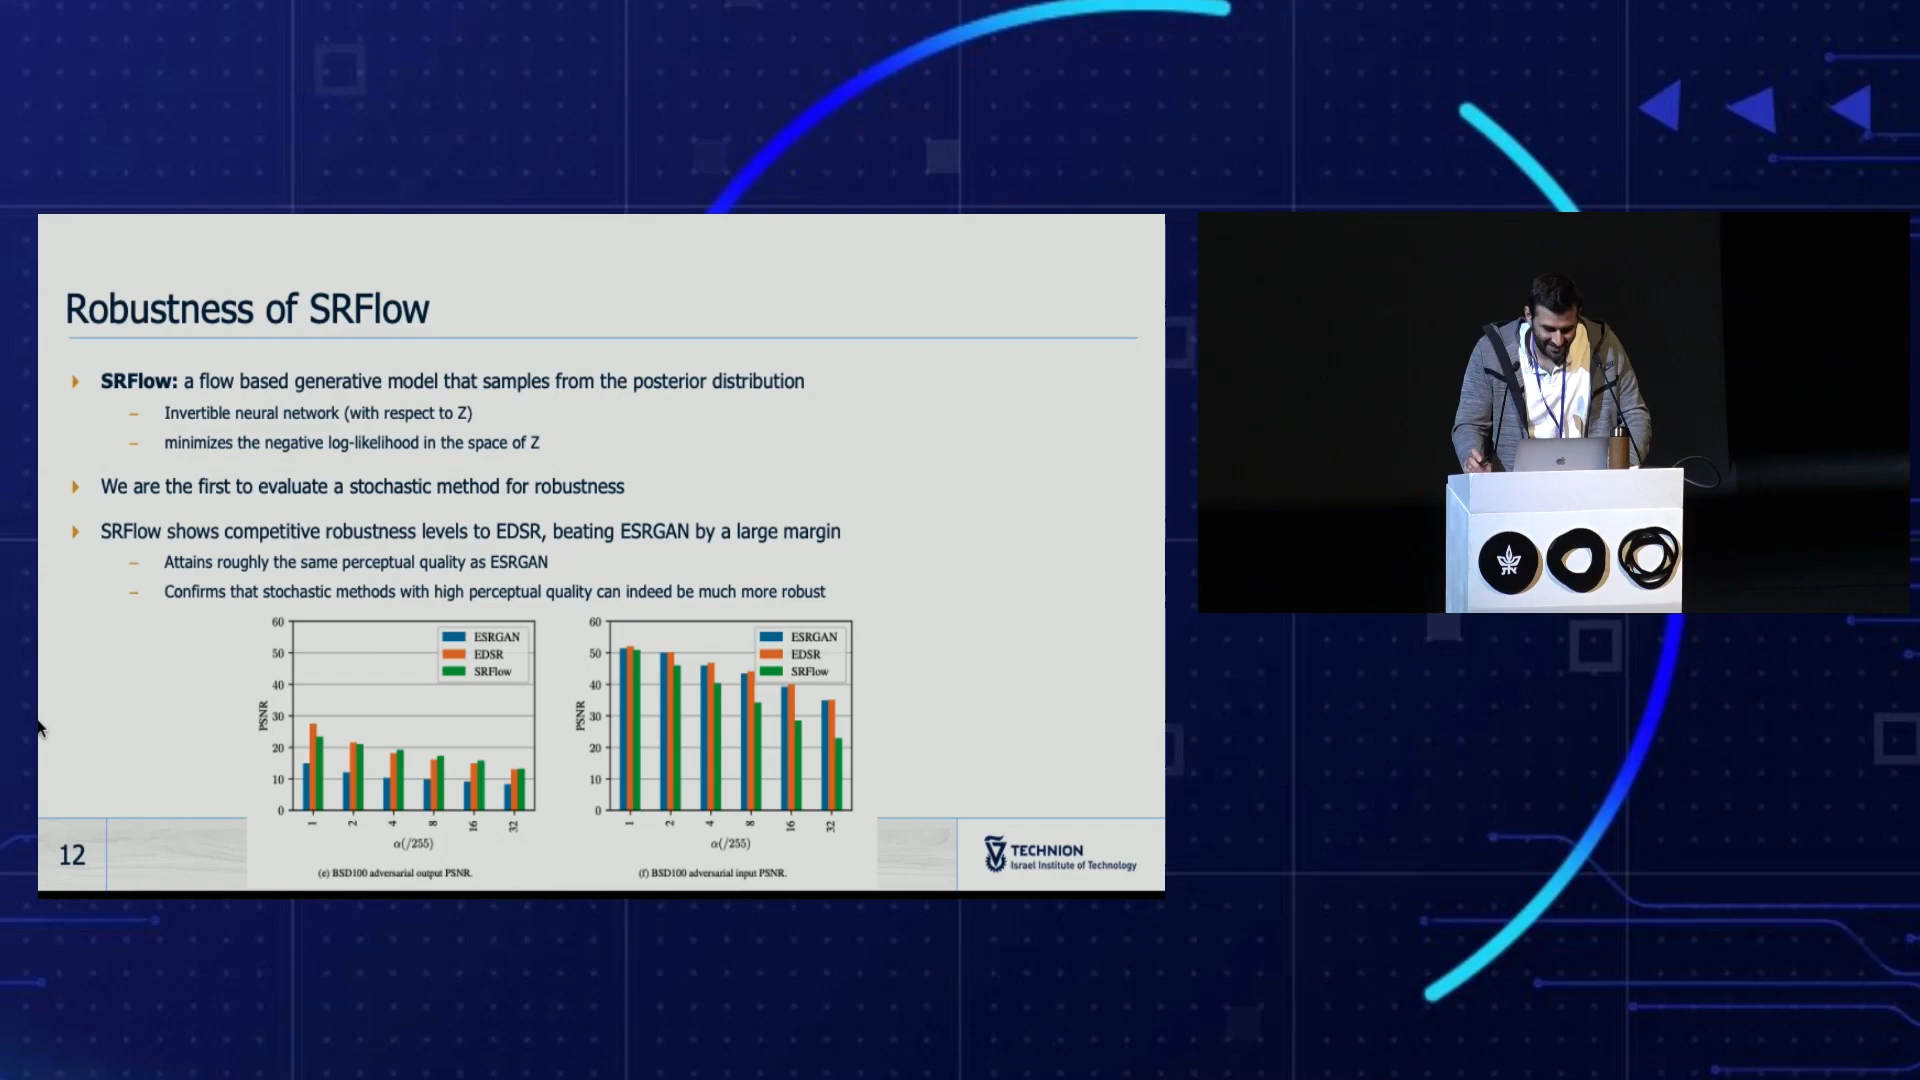 Robustness of SRFlow
SRFlow: a flow based generative model that samples from the posterior distribution
– Invertible neural network (with respect to Z)
– minimizes the negative log-likelihood in the space of Z
We are the first to evaluate a stochastic method for robustness
SRFlow shows competitive robustness levels to EDSR, beating ESRGAN by a large margin
– Attains roughly the same perceptual quality as ESRGAN
– Confirms that stochastic methods with high perceptual quality can indeed be much more robust
60
50
40
30
20
10
0
PSNR
ESRGAN
EDSR
SRFlow
1 2 4 8 16 32
α(/255)
(e) BSD100 adversarial output PSNR.
60
50
40
30
20
10
0
PSNR
ESRGAN
EDSR
SRFlow
1 2 4 8 16 32
α(/255)
(f) BSD100 adversarial input PSNR.
12
TECHNION
Israel Institute of Technology